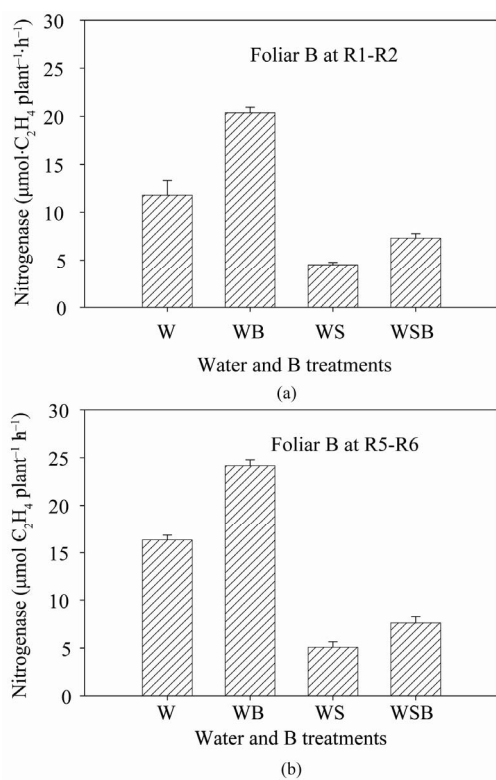 30
25
20
15
10
5
0
Nitrogenase (μmol·C₂H₄ plant⁻¹·h⁻¹)
Foliar B at R1-R2
W WB WS WSB
Water and B treatments
(a)
30
25
20
15
10
5
0
Nitrogenase (μmol C₂H₄ plant⁻¹ h⁻¹)
Foliar B at R5-R6
W WB WS WSB
Water and B treatments
(b)